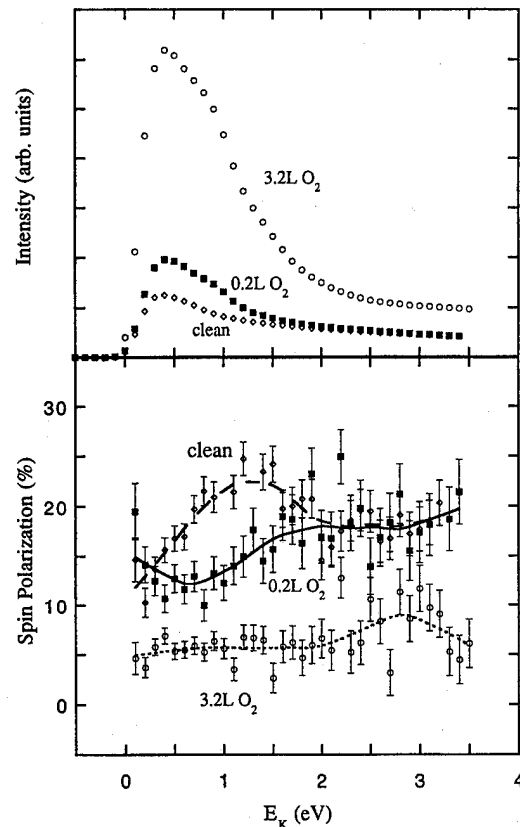 Intensity (arb. units)
3.2L O₂
0.2L O₂
clean
Spin Polarization (%)
30
20
10
0
clean
0.2L O₂
3.2L O₂
0 1 2 3 4
E_K (eV)